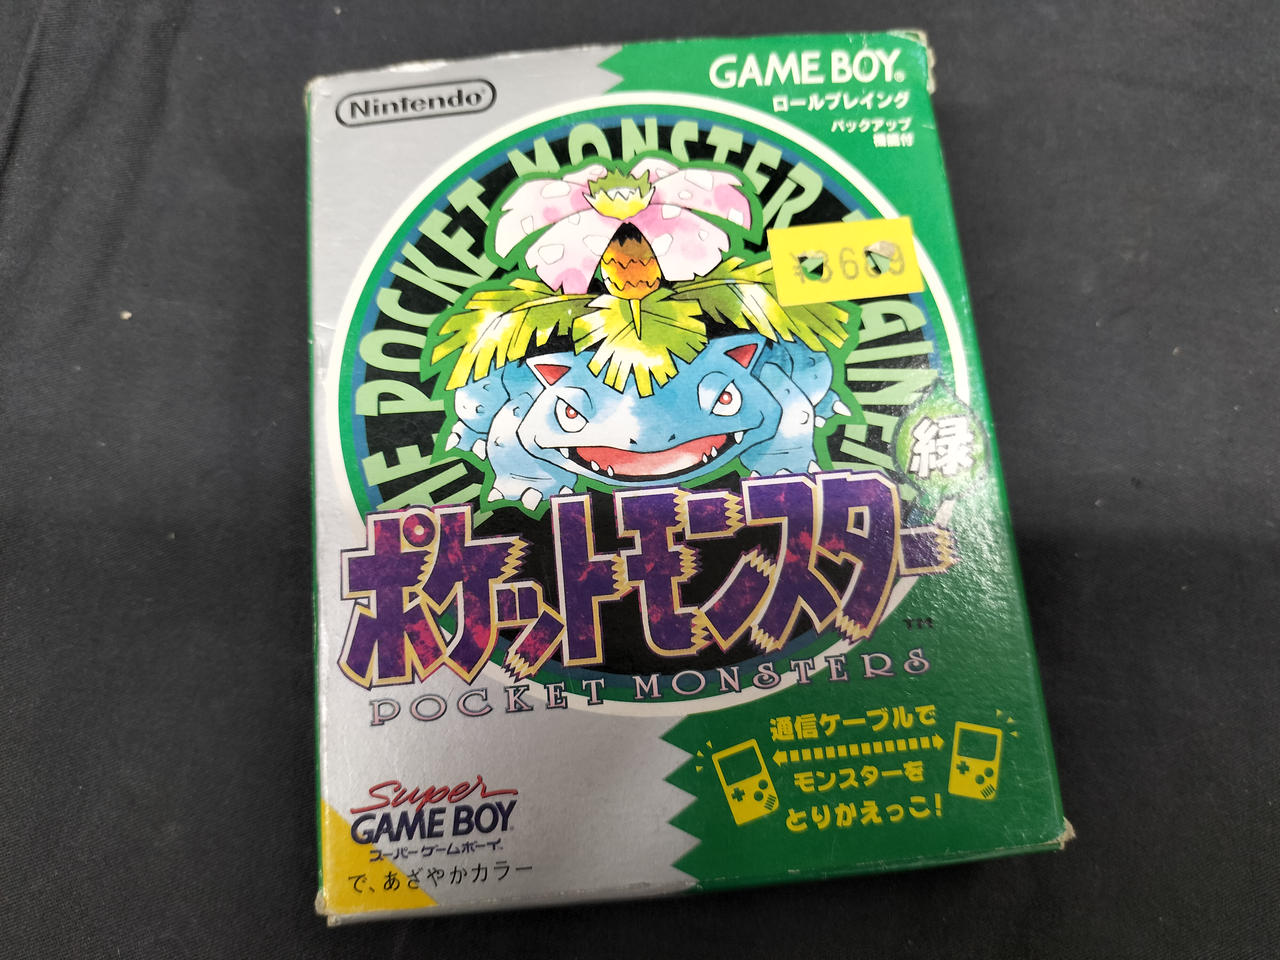 Nintendo
GAME BOY
ロールプレイング
バックアップ
機能付
THE POCKET MONSTER
緑
ポケットモンスター
TM
POCKET MONSTERS
通信ケーブルで
モンスターを
とりかえっこ!
Super
GAME BOY
スーパーゲームボーイ
で、あざやかカラー